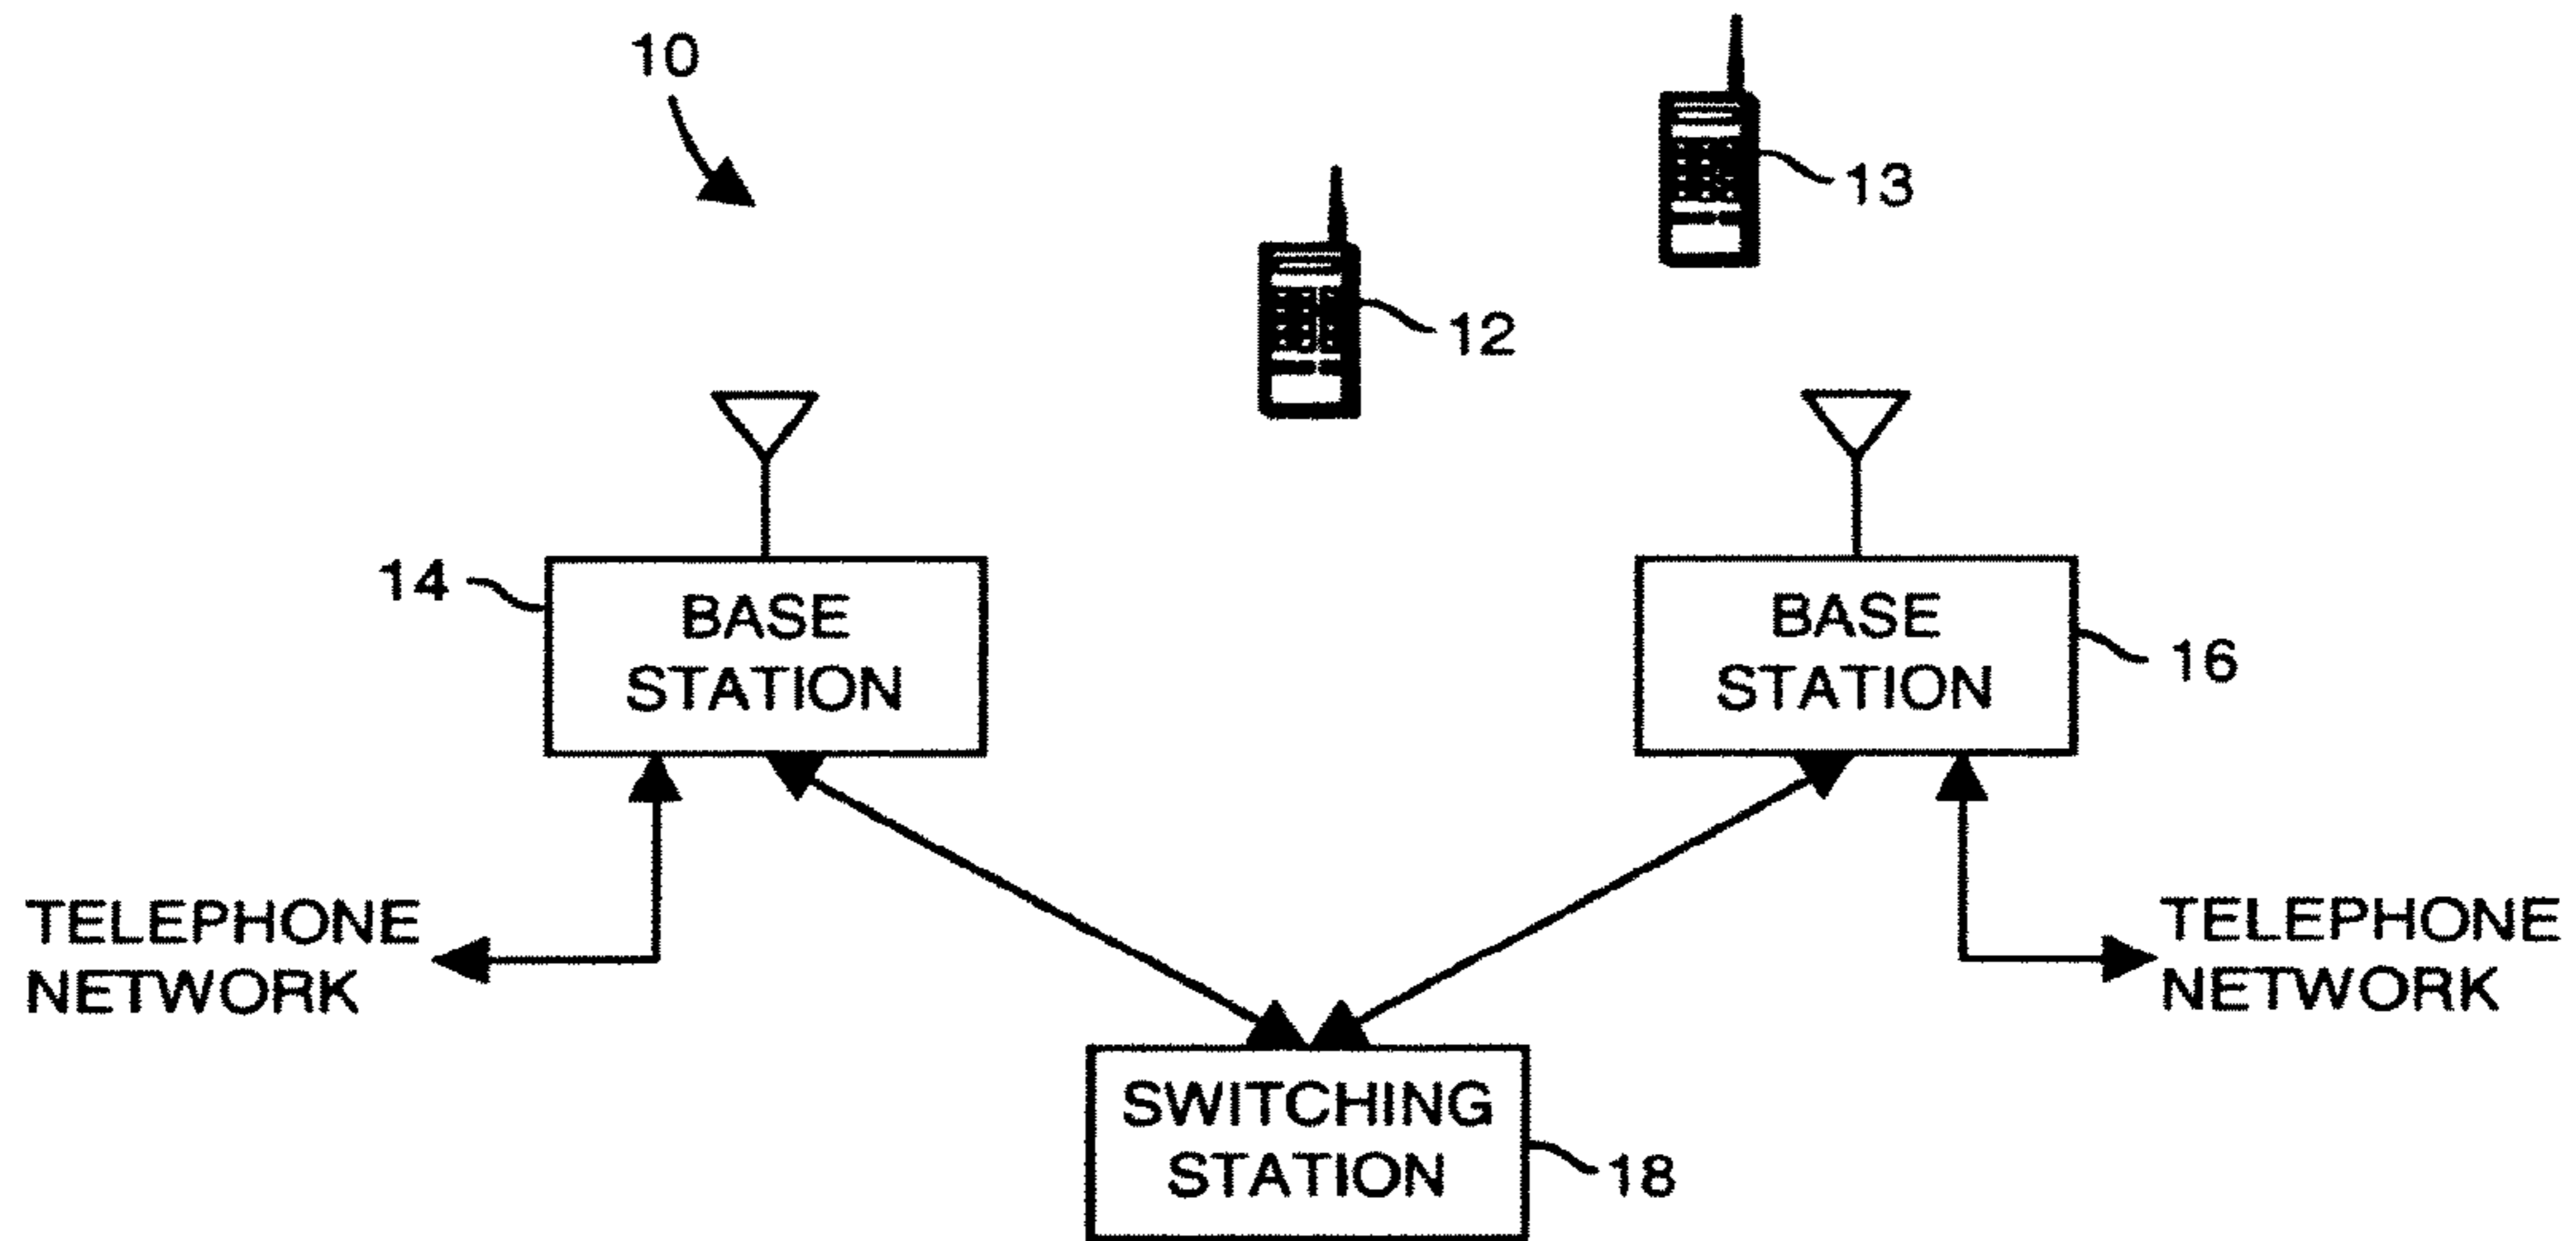 10
13
12
14
BASE
STATION
BASE
STATION
16
TELEPHONE
NETWORK
TELEPHONE
NETWORK
SWITCHING
STATION
18